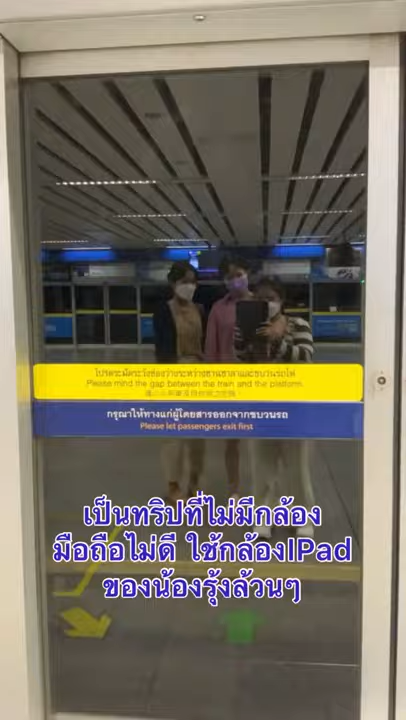 โปรดระมัดระวังช่องว่างระหว่างชานชาลาและขบวนรถไฟ
Please mind the gap between the train and the platform
กรุณาให้ทางแก่ผู้โดยสารออกจากขบวนรถ
Please let passengers exit first
เป็นทริปที่ไม่มีกล้อง
มือถือไม่ดี ใช้กล้องIPad
ของน้องรุ้งล้วนๆ